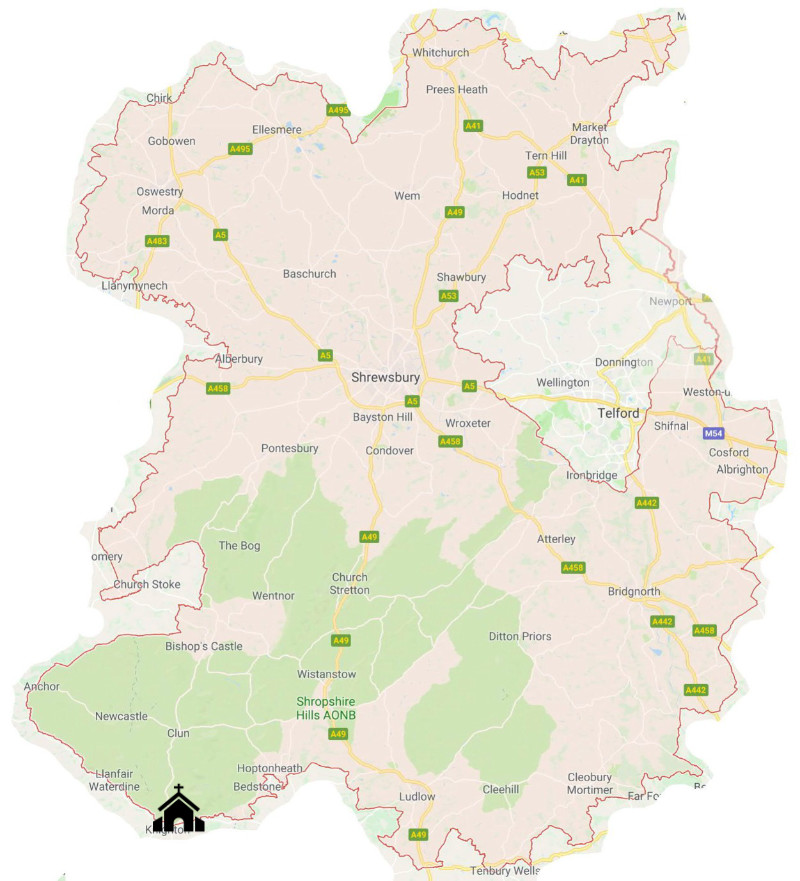 M
Whitchurch
Prees Heath
Chirk
A495
A41
Ellesmere
Market
Drayton
Gobowen
A495
Tern Hill
A53
A41
Oswestry
Wem
Hodnet
Morda
A49
A5
A483
Baschurch
Shawbury
Llanymynech
A53
Newport
Alberbury
A5
A41
Donnington
Shrewsbury
Wellington
A458
A5
Weston-u
A5
Bayston Hill
Telford
Wroxeter
Shifnal
M54
A458
Pontesbury
Condover
Cosford
Albrighton
Ironbridge
A442
A49
Atterley
The Bog
omery
A458
Church
Stretton
Church Stoke
Wentnor
Bridgnorth
A442
A458
Ditton Priors
A49
Bishop's Castle
Wistanstow
Anchor
A442
Shropshire
Hills AONB
Newcastle
Clun
A49
Hoptonheath
Llanfair
Waterdine
Bedstone
Cleobury
Mortimer
Cleehill
Ludlow
Far Fo
Knighton
A49
Tenbury Wells